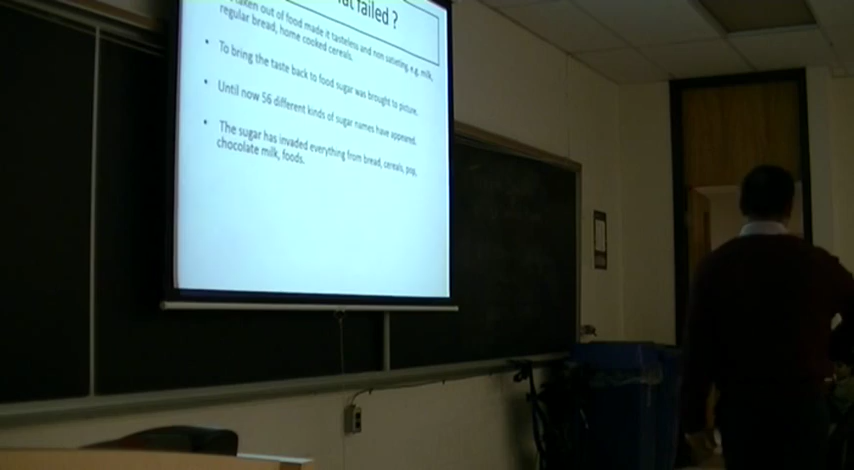 failed ?
taken out of food made it tasteless and non satieting, e.g. milk,
regular bread, home cooked cereals.
• To bring the taste back to food sugar was brought to picture.
• Until now 56 different kinds of sugar names have appeared.
• The sugar has invaded everything from bread, cereals, pop,
chocolate milk, foods.